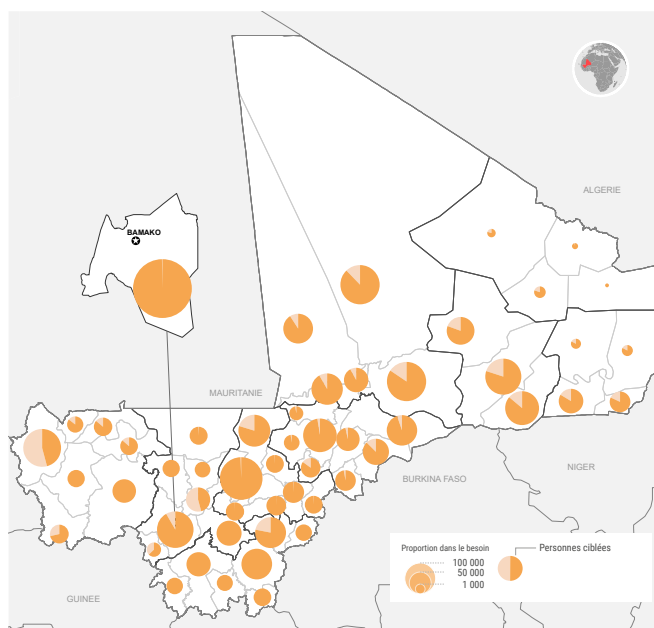 ALGERIE
BAMAKO
MAURITANIE
BURKINA FASO
NIGER
GUINEE
Proportion dans le besoin
100 000
50 000
1 000
Personnes ciblées